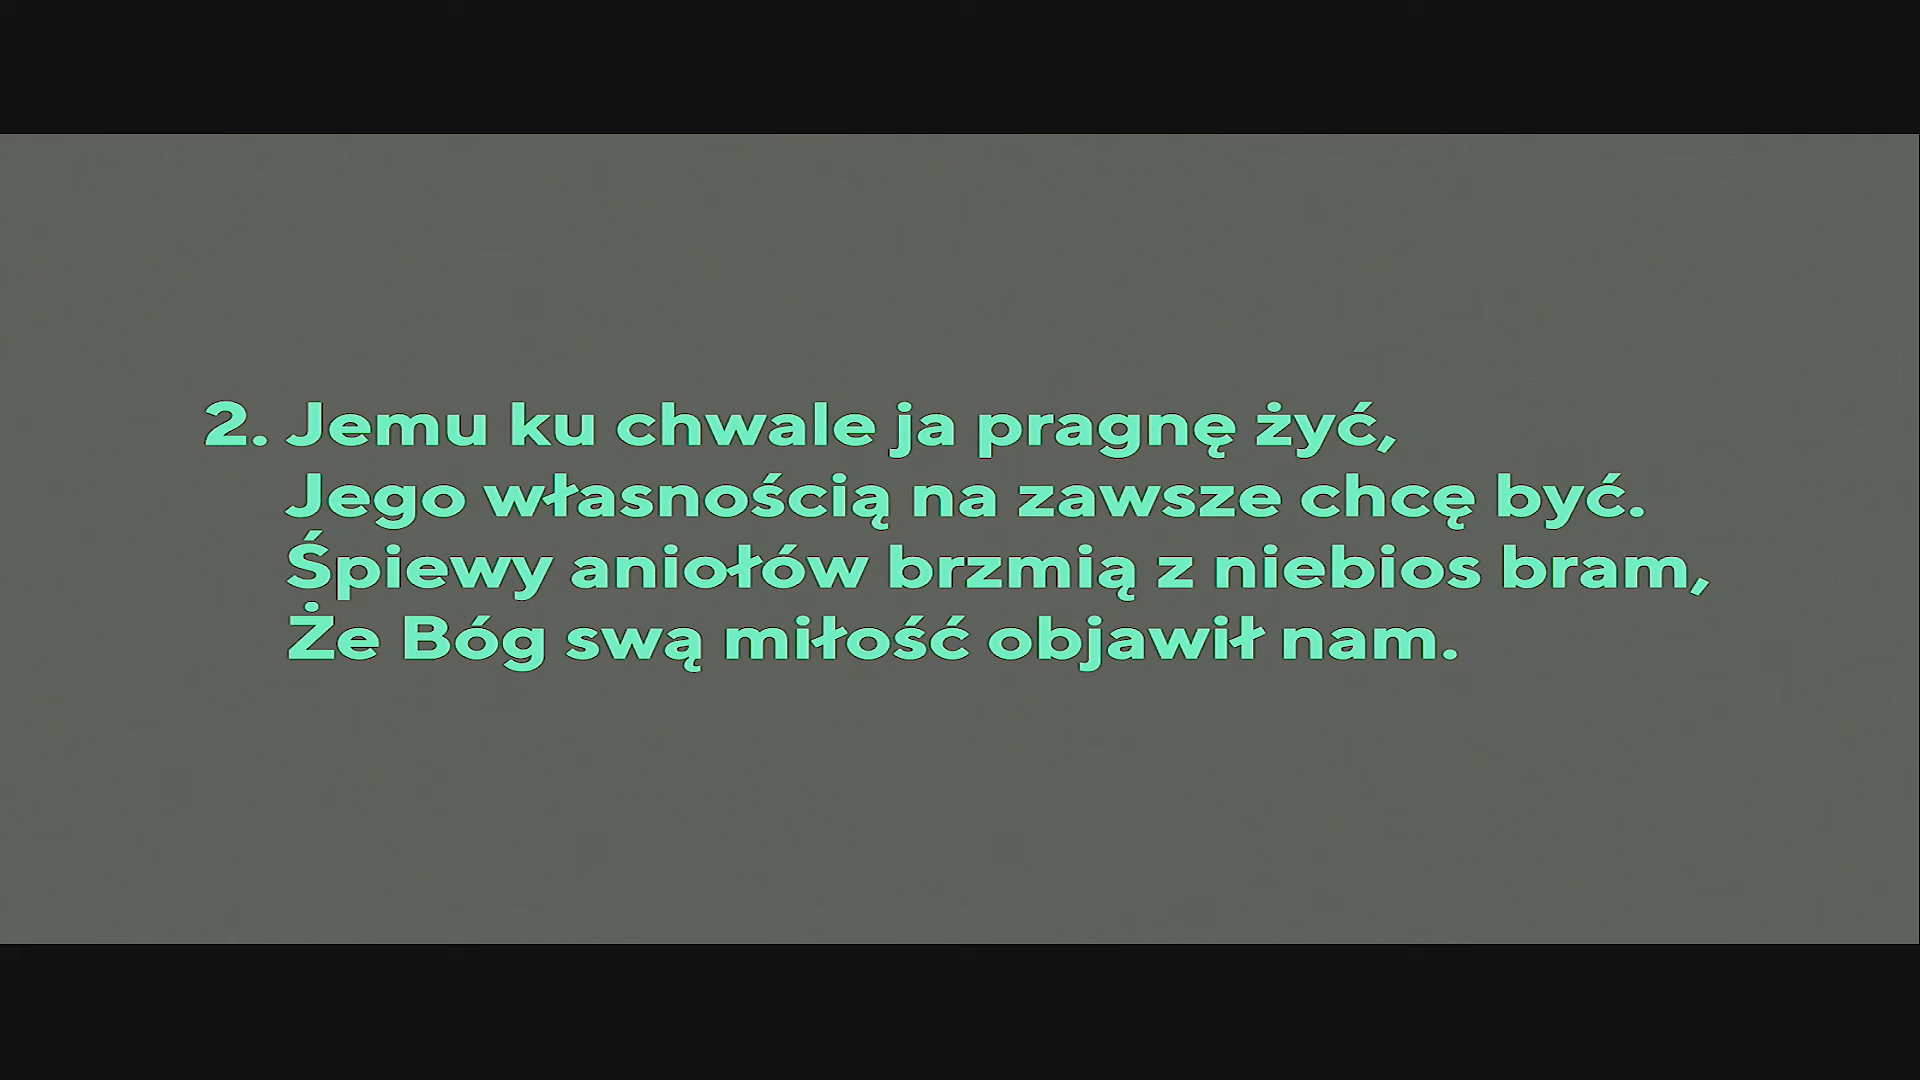 2. Jemu ku chwale ja pragnę żyć,
Jego własnością na zawsze chcę być.
Śpiewy aniołów brzmią z niebios bram,
Że Bóg swą miłość objawił nam.